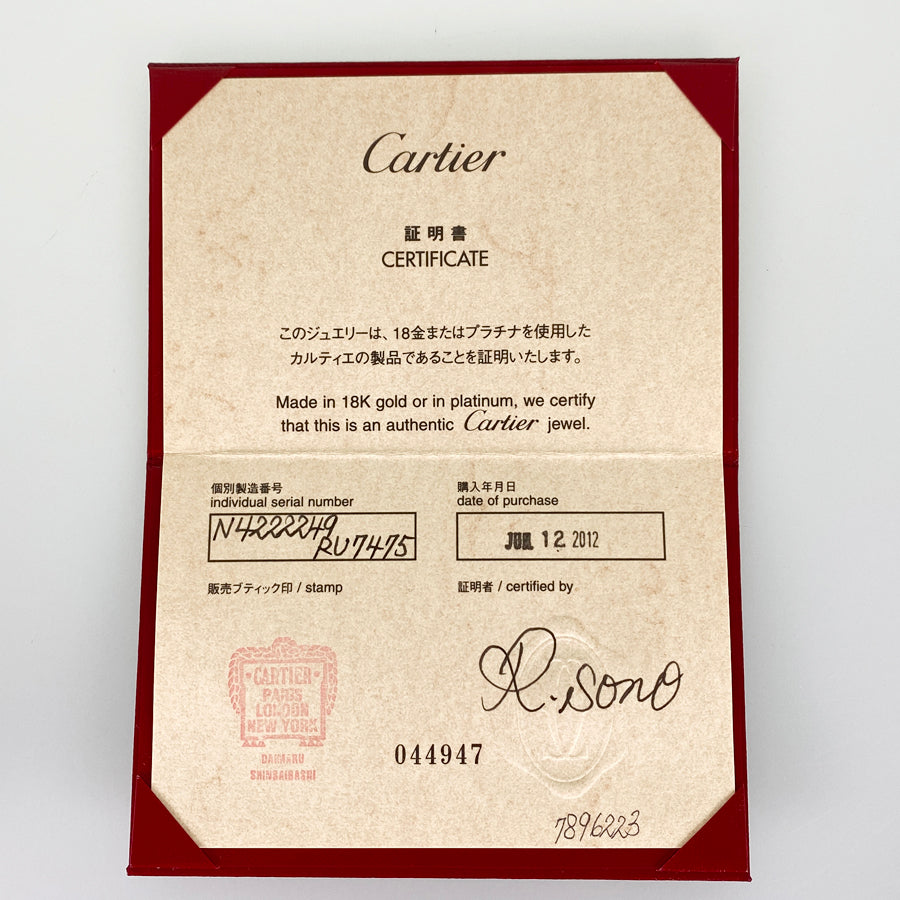 Cartier
証明書
CERTIFICATE
このジュエリーは、18金またはプラチナを使用した
カルティエの製品であることを証明いたします。
Made in 18K gold or in platinum, we certify
that this is an authentic Cartier jewel.
個別製造番号
individual serial number
N4222249
RU7475
購入年月日
date of purchase
12 2012
販売ブティック印 / stamp
証明者 / certified by
CARTIER
PARIS
LONDON
NEW YORK
DAIMARU
SHINSAIBASHI
R. Sono
044947
7896223